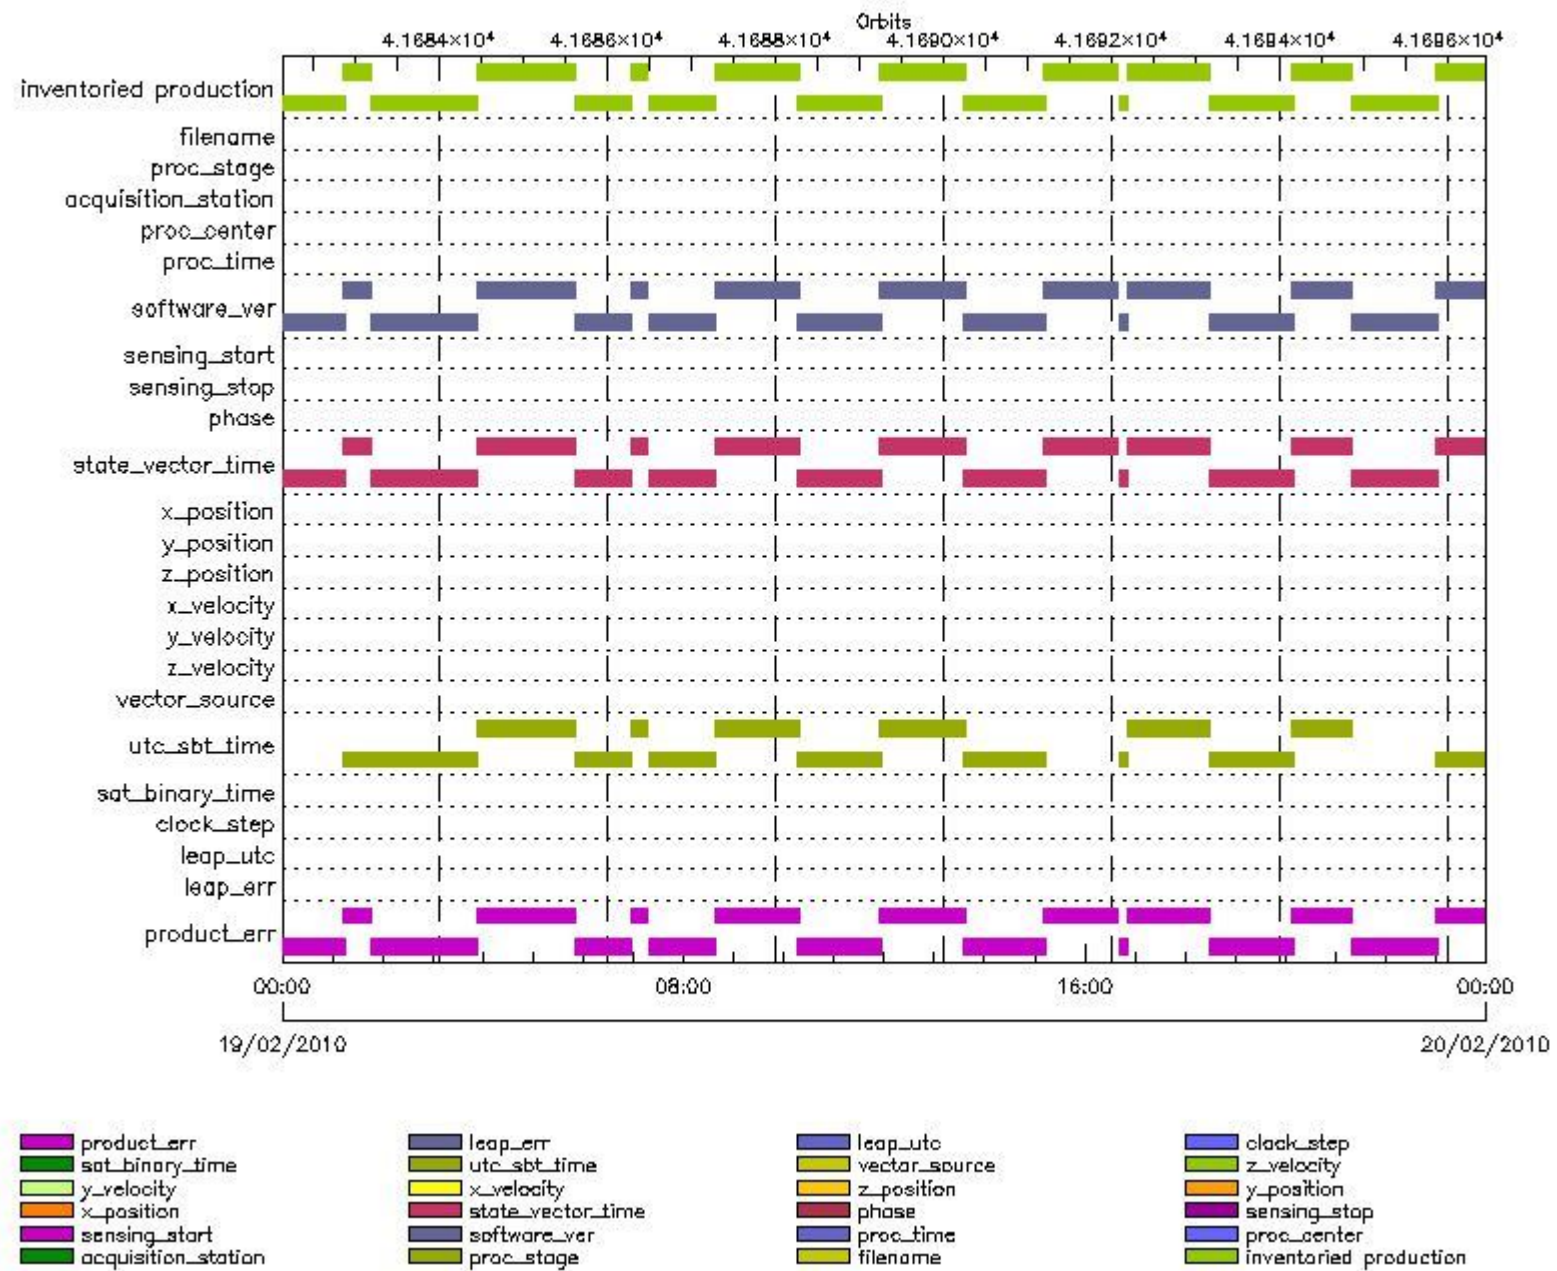 Orbits
4.1684×10⁴ 4.1686×10⁴ 4.1688×10⁴ 4.1690×10⁴ 4.1692×10⁴ 4.1694×10⁴ 4.1696×10⁴
inventoried production
filename
proc_stage
acquisition_station
proc_center
proc_time
software_ver
sensing_start
sensing_stop
phase
state_vector_time
x_position
y_position
z_position
x_velocity
y_velocity
z_velocity
vector_source
utc_sbt_time
sat_binary_time
clock_step
leap_utc
leap_err
product_err
00:00 08:00 16:00 00:00
19/02/2010 20/02/2010
product_err leap_err leap_utc clock_step
sat_binary_time utc_sbt_time vector_source z_velocity
y_velocity x_velocity z_position y_position
x_position state_vector_time phase sensing_stop
sensing_start software_ver proc_time proc_center
acquisition_station proc_stage filename inventoried production